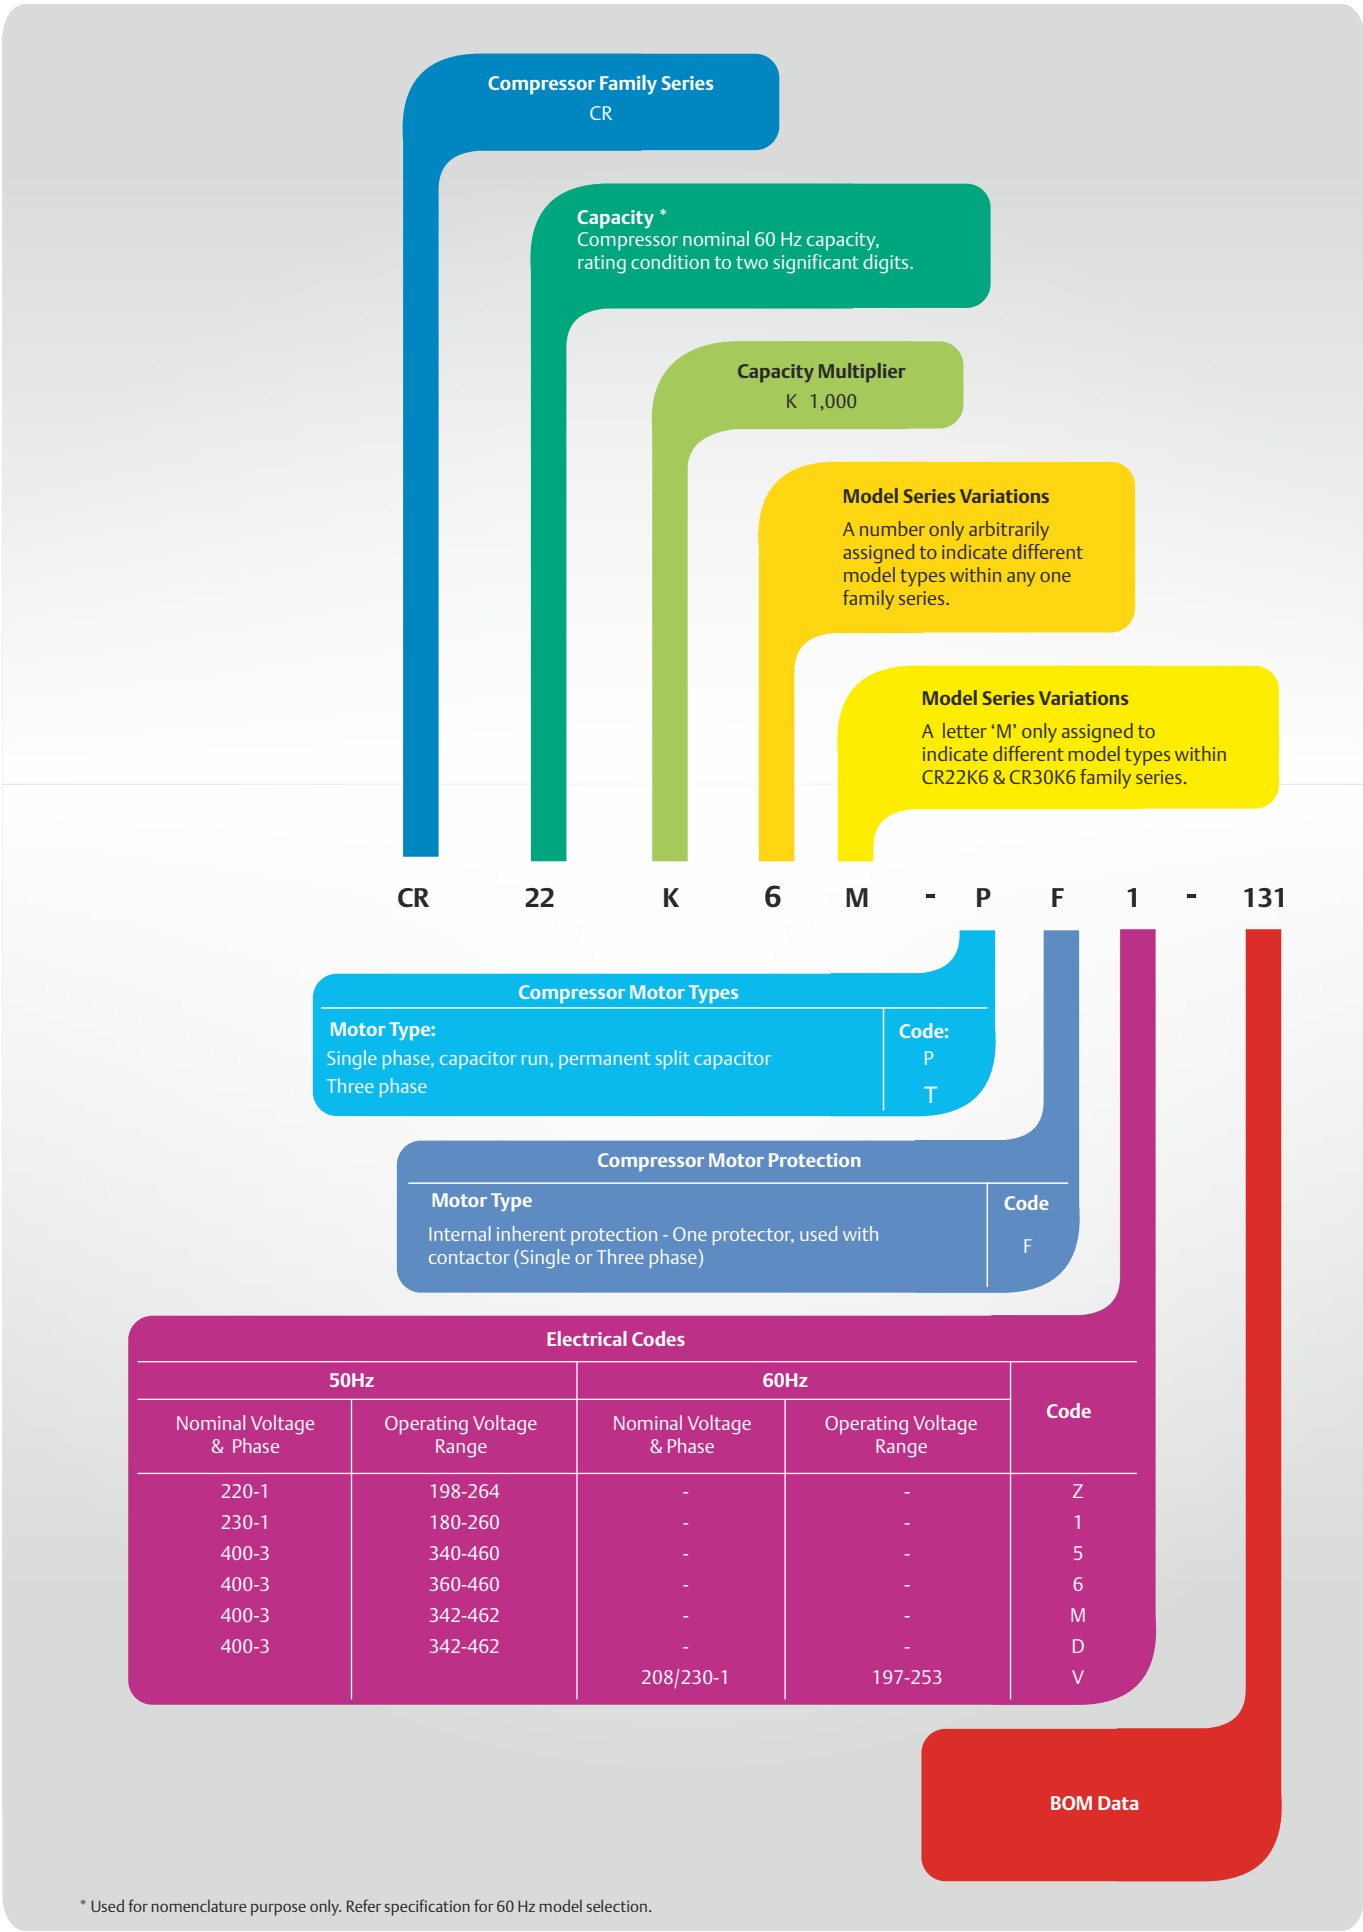 Compressor Family Series
CR
Capacity *
Compressor nominal 60 Hz capacity,
rating condition to two significant digits.
Capacity Multiplier
K 1,000
Model Series Variations
A number only arbitrarily
assigned to indicate different
model types within any one
family series.
Model Series Variations
A letter ‘M’ only assigned to
indicate different model types within
CR22K6 & CR30K6 family series.
CR 22 K 6 M - P F 1 - 131
Compressor Motor Types
Motor Type: Code:
Single phase, capacitor run, permanent split capacitor P
Three phase T
Compressor Motor Protection
Motor Type Code
Internal inherent protection - One protector, used with
contactor (Single or Three phase) F
Electrical Codes
50Hz 60Hz Code
Nominal Voltage Operating Voltage Nominal Voltage Operating Voltage
& Phase Range & Phase Range
220-1 198-264 - - Z
230-1 180-260 - - 1
400-3 340-460 - - 5
400-3 360-460 - - 6
400-3 342-462 - - M
400-3 342-462 - - D
208/230-1 197-253 V
BOM Data
* Used for nomenclature purpose only. Refer specification for 60 Hz model selection.